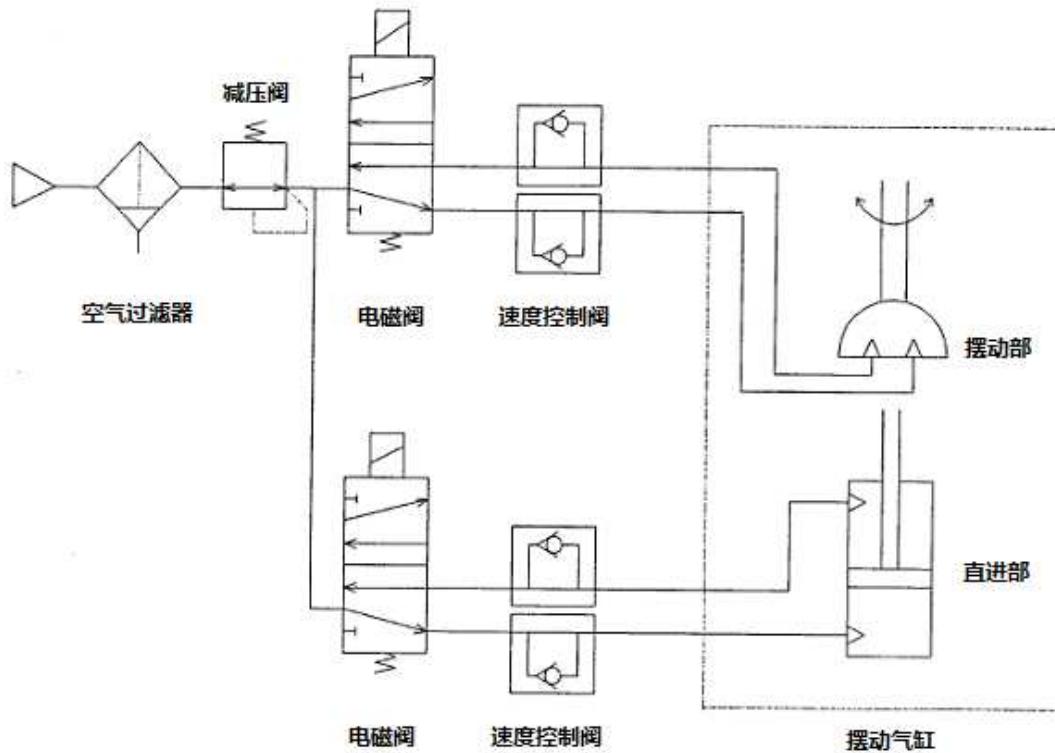 减压阀
空气过滤器
电磁阀
速度控制阀
摆动部
直进部
电磁阀
速度控制阀
摆动气缸